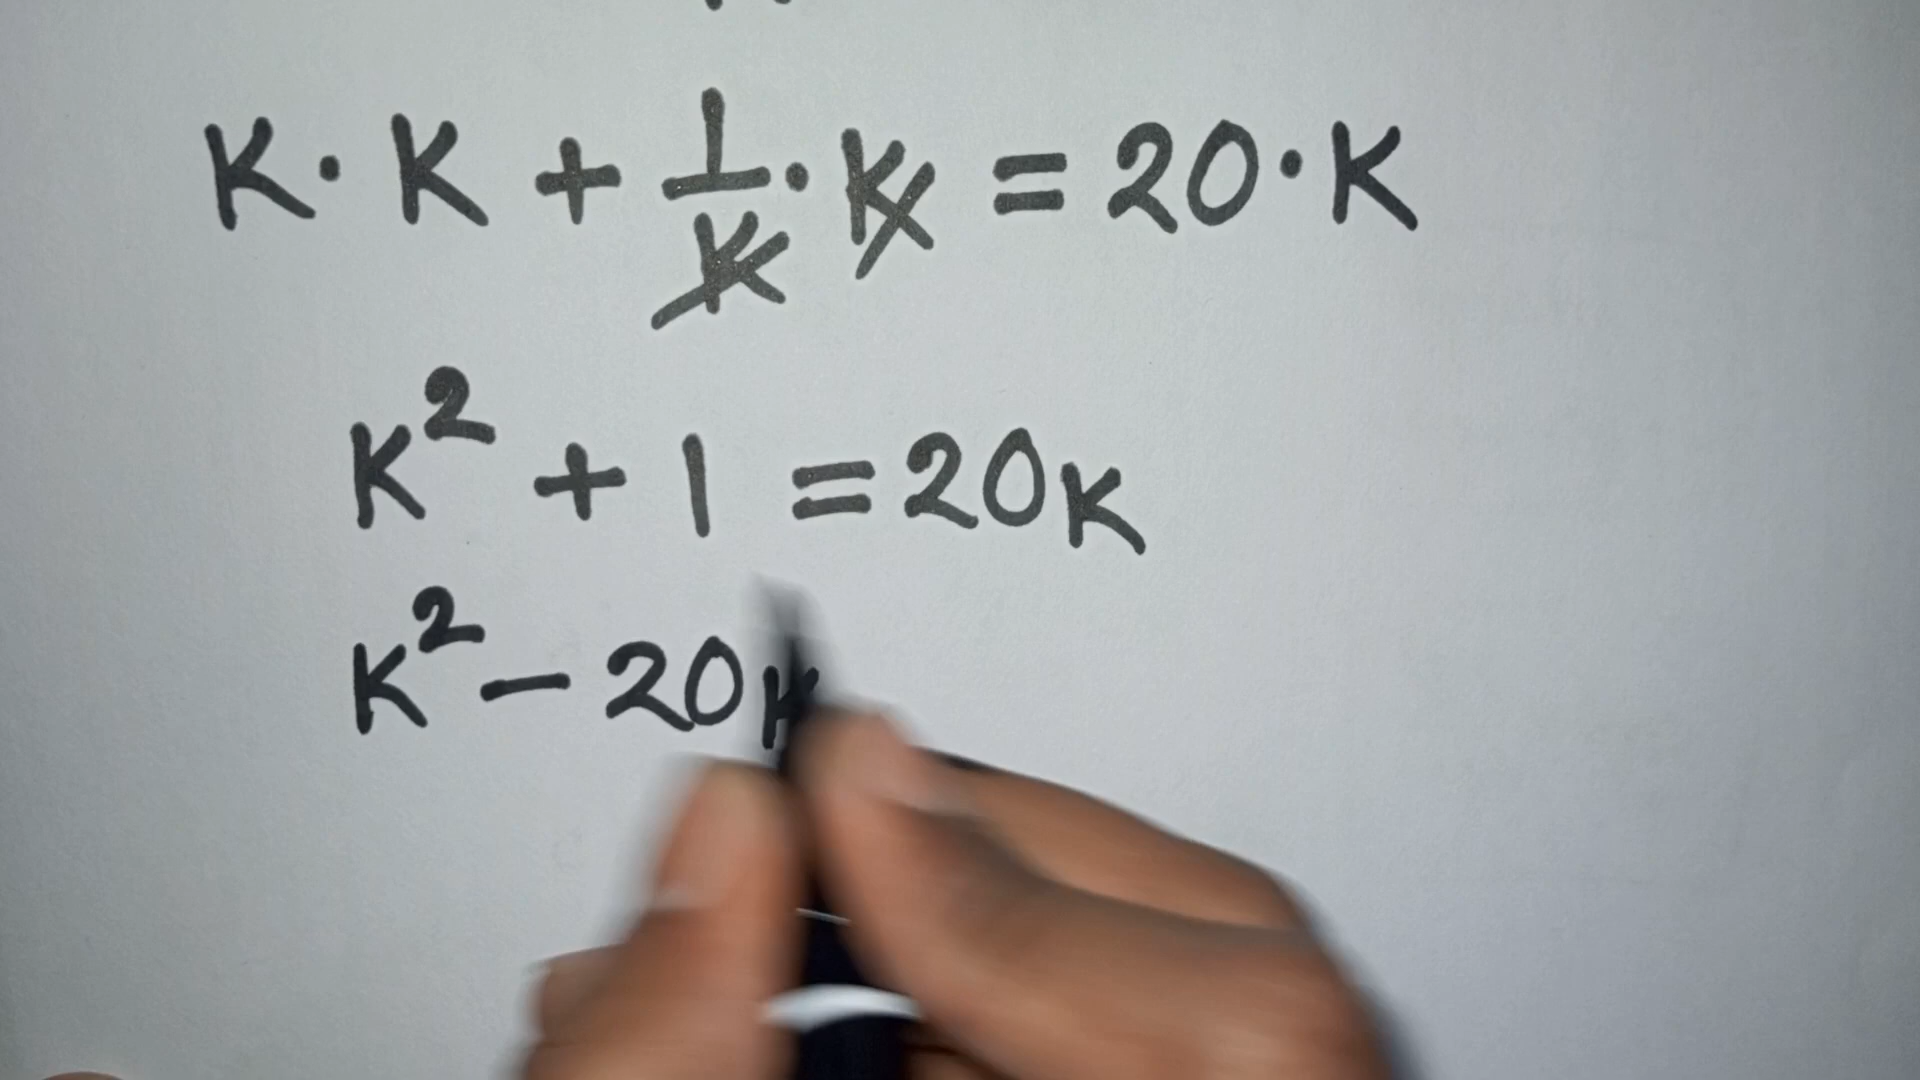 K · K + 1/K · K = 20 · K
K² + 1 = 20K
K² - 20K